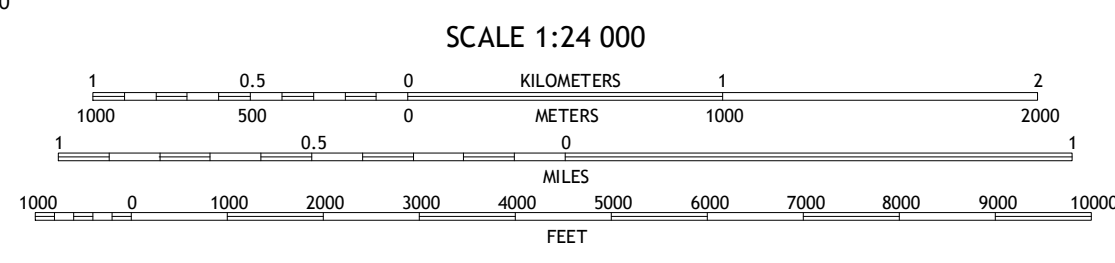 SCALE 1:24 000
1 0.5 0 KILOMETERS 1 2
1000 500 0 METERS 1000 2000
1 0.5 0 1
MILES
1000 0 1000 2000 3000 4000 5000 6000 7000 8000 9000 10000
FEET